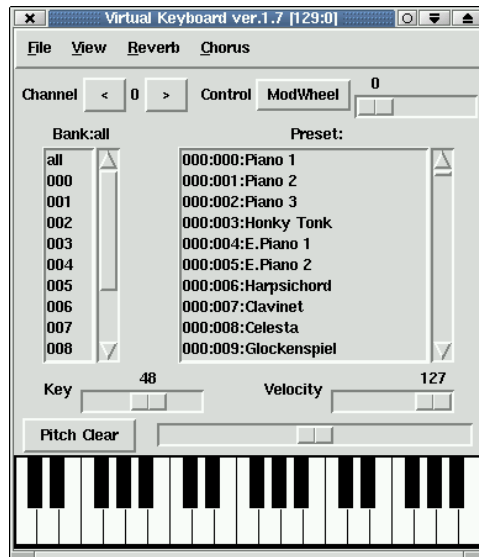 Virtual Keyboard ver.1.7 [129:0]
File View Reverb Chorus
Channel < 0 > Control ModWheel 0
Bank:all Preset:
all 000:000:Piano 1
000 000:001:Piano 2
001 000:002:Piano 3
002 000:003:Honky Tonk
003 000:004:E.Piano 1
004 000:005:E.Piano 2
005 000:006:Harpsichord
006 000:007:Clavinet
007 000:008:Celesta
008 000:009:Glockenspiel
Key 48 Velocity 127
Pitch Clear